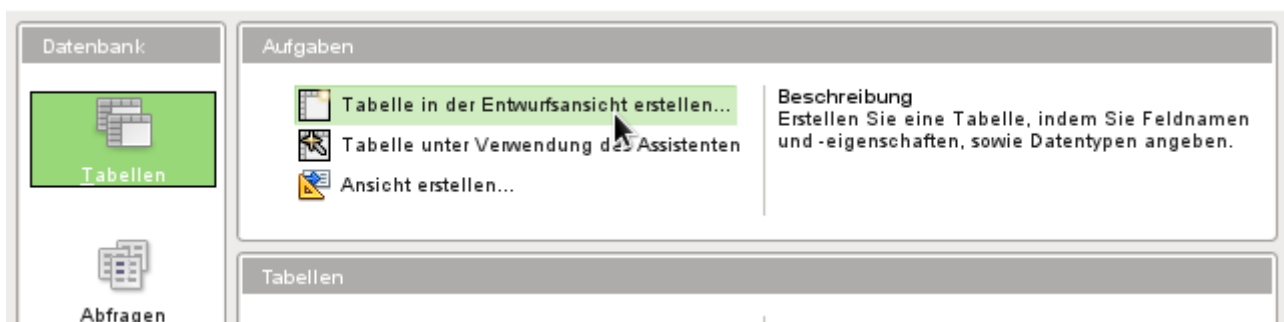 Datenbank
Tabellen
Abfragen
Aufgaben
Tabelle in der Entwurfsansicht erstellen...
Tabelle unter Verwendung des Assistenten
Ansicht erstellen...
Beschreibung
Erstellen Sie eine Tabelle, indem Sie Feldnamen
und -eigenschaften, sowie Datentypen angeben.
Tabellen